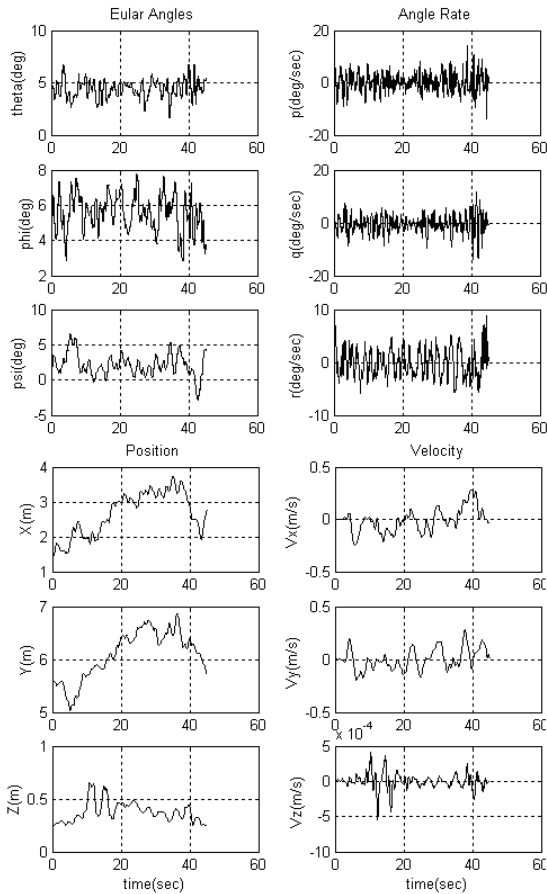 Eular Angles
10
5
0
theta(deg)
0 20 40 60
8
6
4
2
phi(deg)
0 20 40 60
10
5
0
-5
psi(deg)
0 20 40 60
Angle Rate
20
0
-20
p(deg/sec)
0 20 40 60
20
0
-20
q(deg/sec)
0 20 40 60
10
0
-10
r(deg/sec)
0 20 40 60
Position
4
3
2
1
X(m)
0 20 40 60
7
6
5
Y(m)
0 20 40 60
1
0.5
0
Z(m)
0 20 40 60
time(sec)
Velocity
0.5
0
-0.5
Vx(m/s)
0 20 40 60
0.5
0
-0.5
Vy(m/s)
0 20 40 60
x 10^-4
5
0
-5
-10
Vz(m/s)
0 20 40 60
time(sec)